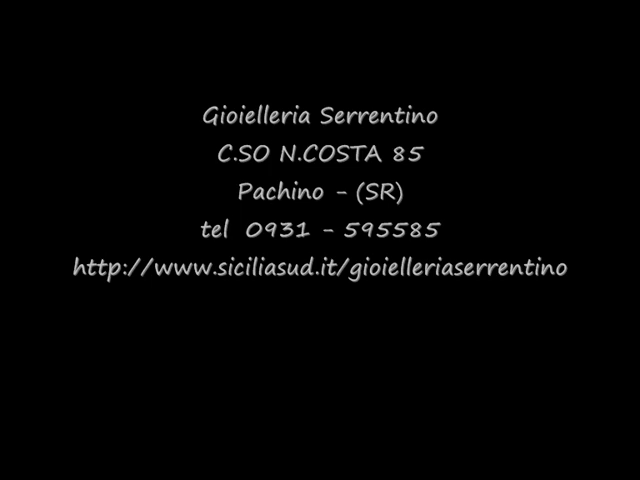 Gioielleria Serrentino
C.SO N.COSTA 85
Pachino - (SR)
tel 0931 - 595585
http://www.siciliasud.it/gioielleriaserrentino